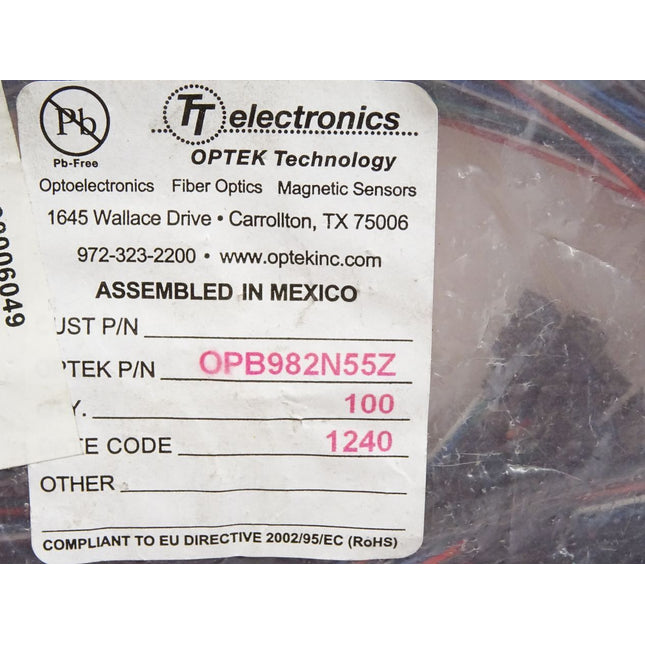 Pb
Pb-Free
TT electronics
OPTEK Technology
Optoelectronics Fiber Optics Magnetic Sensors
1645 Wallace Drive • Carrollton, TX 75006
972-323-2200 • www.optekinc.com
ASSEMBLED IN MEXICO
UST P/N
PTEK P/N OPB982N55Z
Y. 100
TE CODE 1240
OTHER
COMPLIANT TO EU DIRECTIVE 2002/95/EC (RoHS)